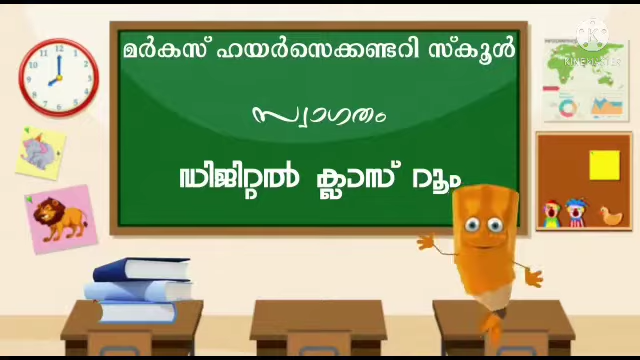 മർകസ് ഹയർസെക്കണ്ടറി സ്കൂൾ
സ്വാഗതം
ഡിജിറ്റൽ ക്ലാസ് റൂം